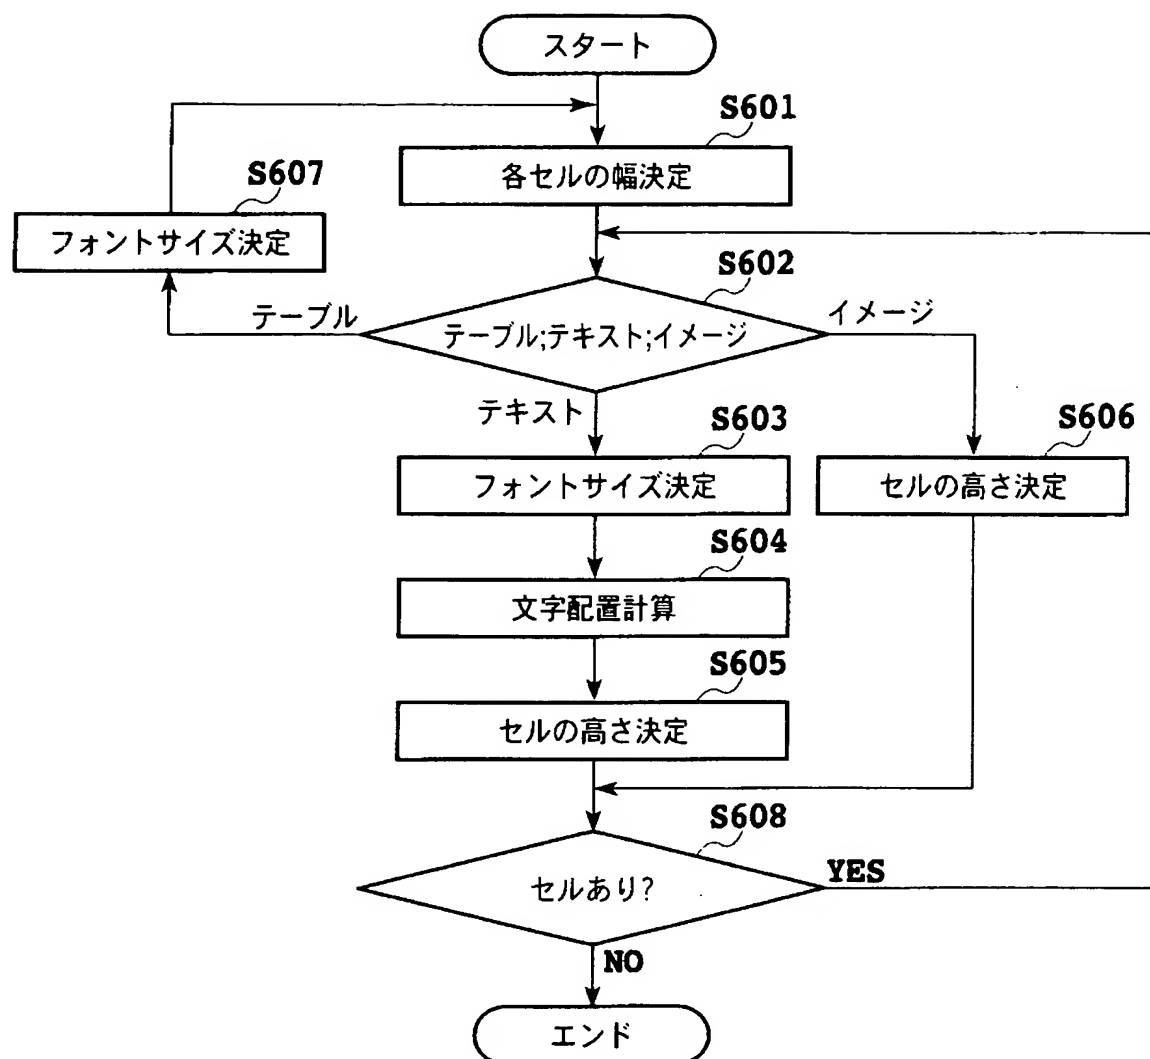 スタート
S601
各セルの幅決定
S607
フォントサイズ決定
S602
テーブル
テーブル;テキスト;イメージ
イメージ
テキスト
S603
フォントサイズ決定
S606
セルの高さ決定
S604
文字配置計算
S605
セルの高さ決定
S608
セルあり?
YES
NO
エンド